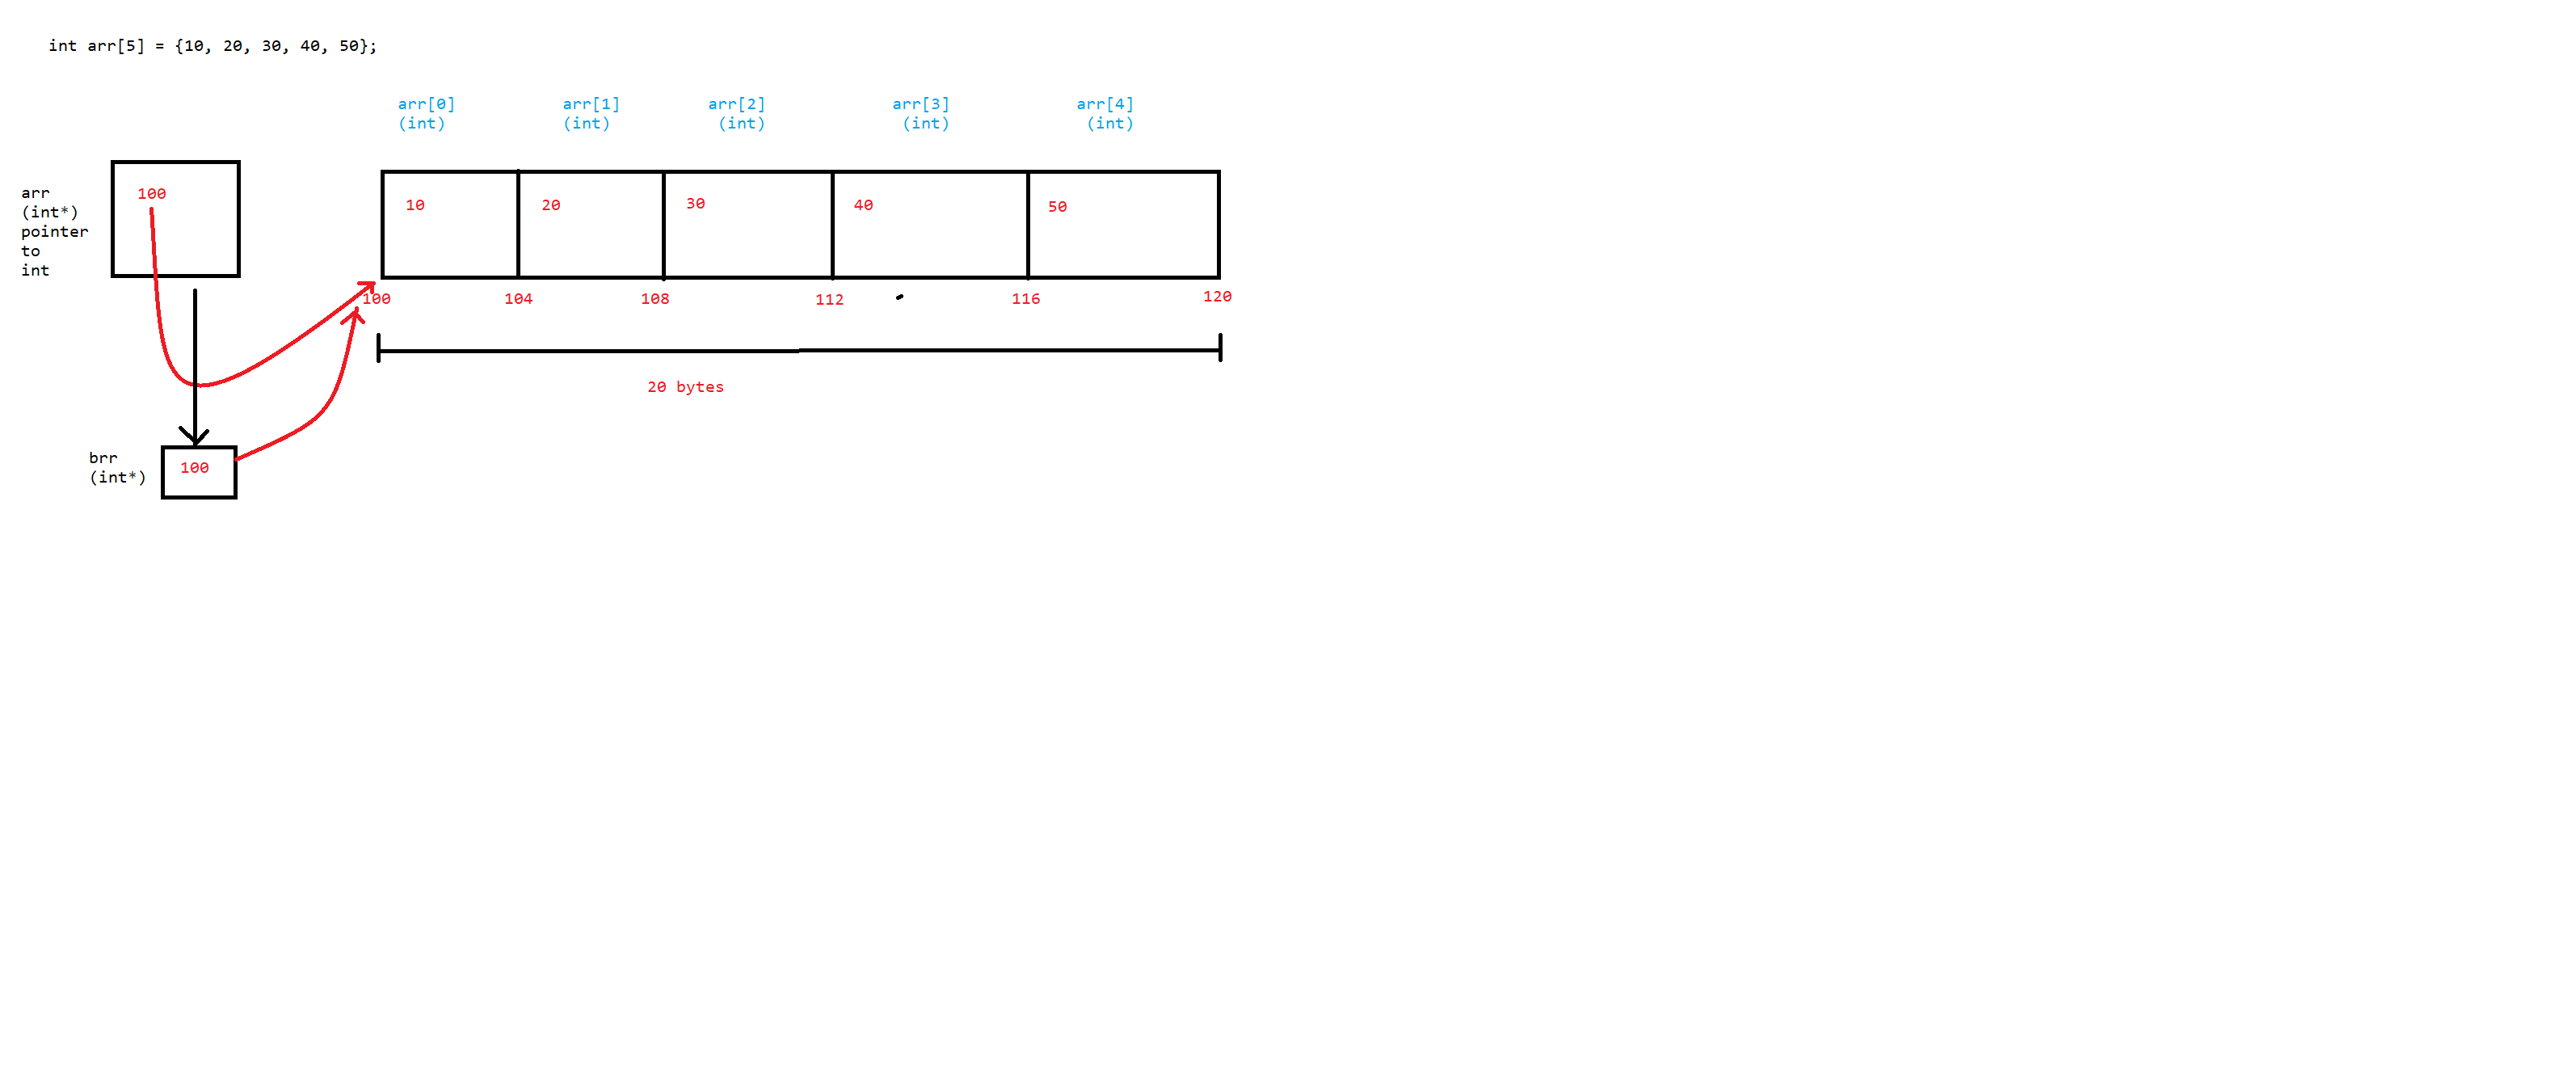 int arr[5] = {10, 20, 30, 40, 50};
arr[0] arr[1] arr[2] arr[3] arr[4]
(int) (int) (int) (int) (int)
arr
(int*)
pointer
to
int
100
10 20 30 40 50
100 104 108 112 116 120
20 bytes
brr
(int*)
100